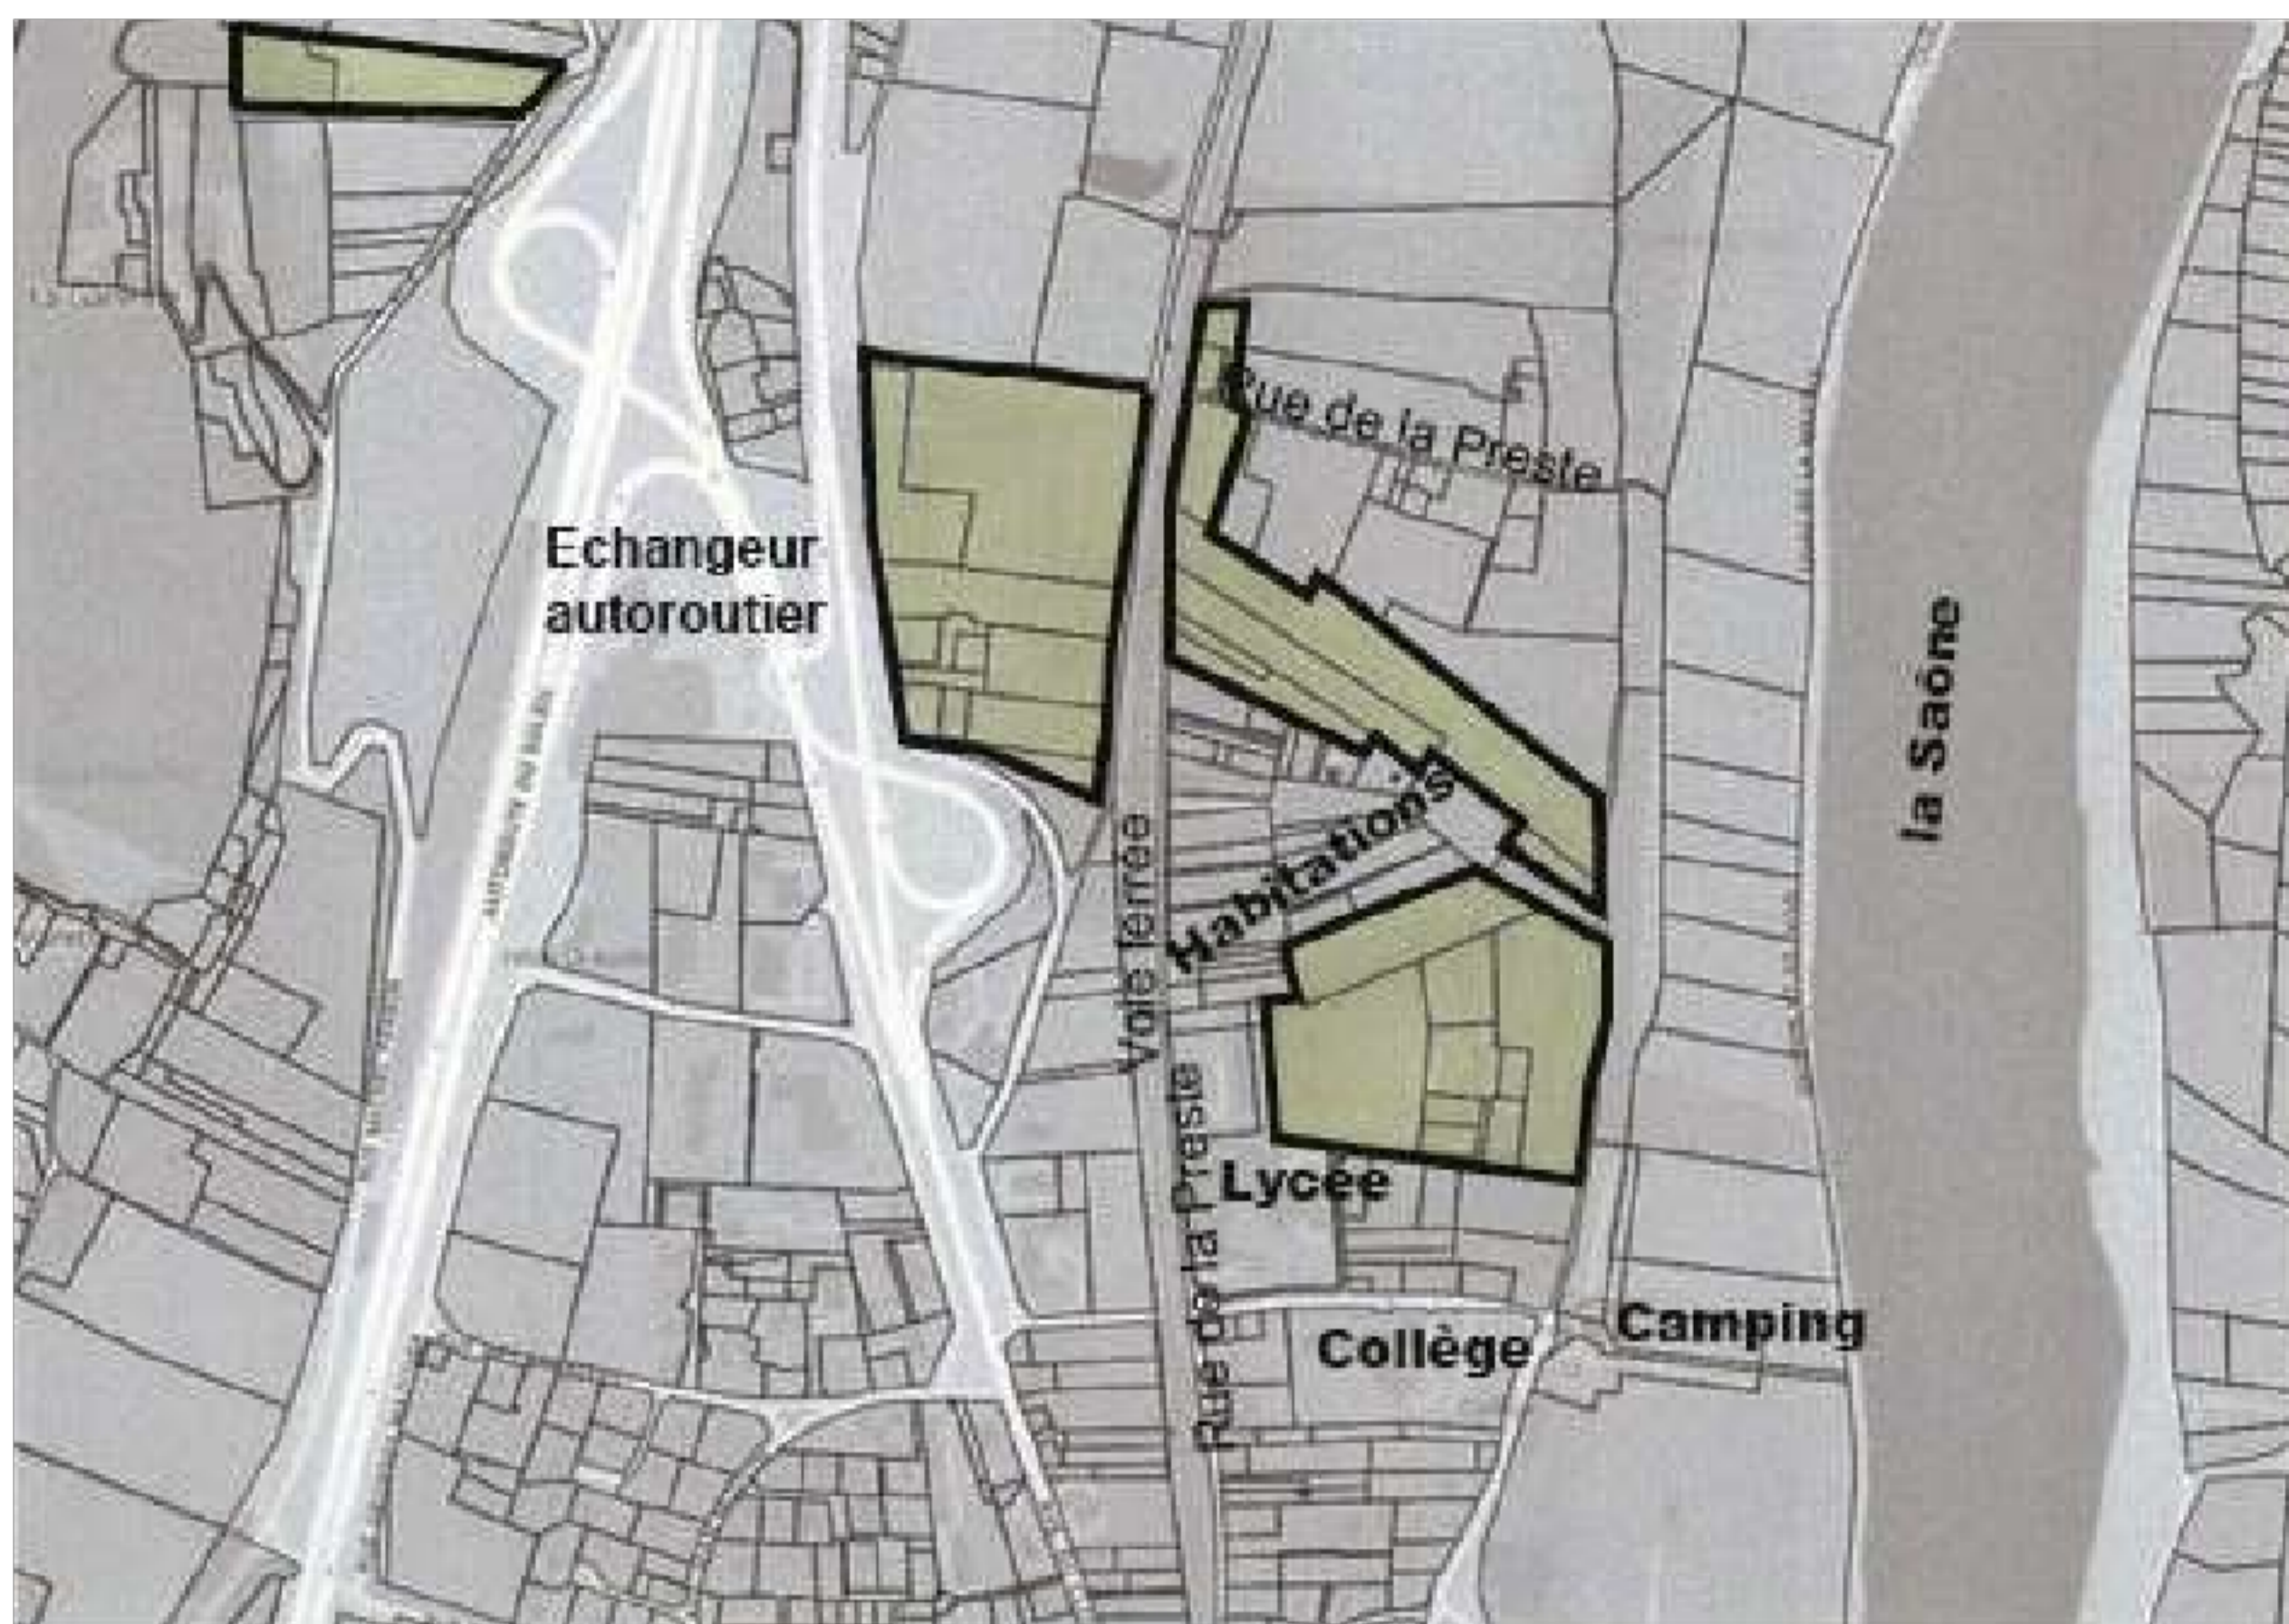 Rue de la Preste
Echangeur
autoroutier
la Saône
Habitations
Voie ferrée
Rue de la Preste
Lycée
Collège
Camping